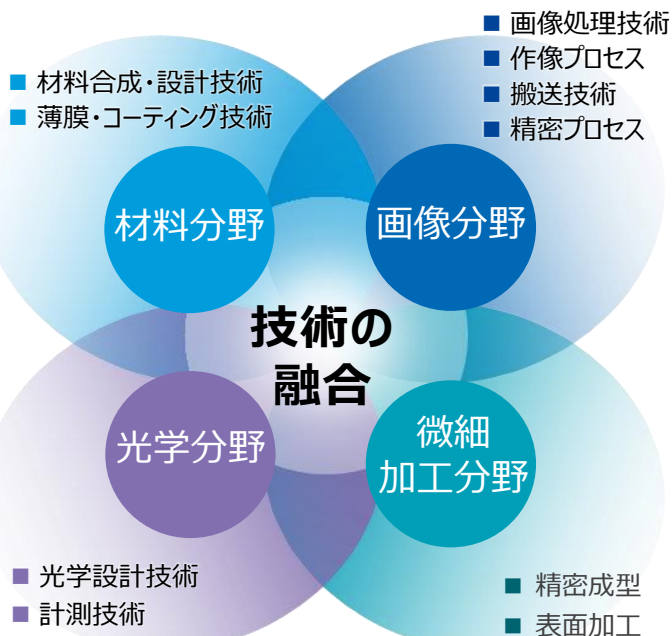 ■ 材料合成・設計技術
■ 薄膜・コーティング技術
■ 画像処理技術
■ 作像プロセス
■ 搬送技術
■ 精密プロセス
材料分野
画像分野
技術の
融合
光学分野
微細
加工分野
■ 光学設計技術
■ 計測技術
■ 精密成型
■ 表面加工